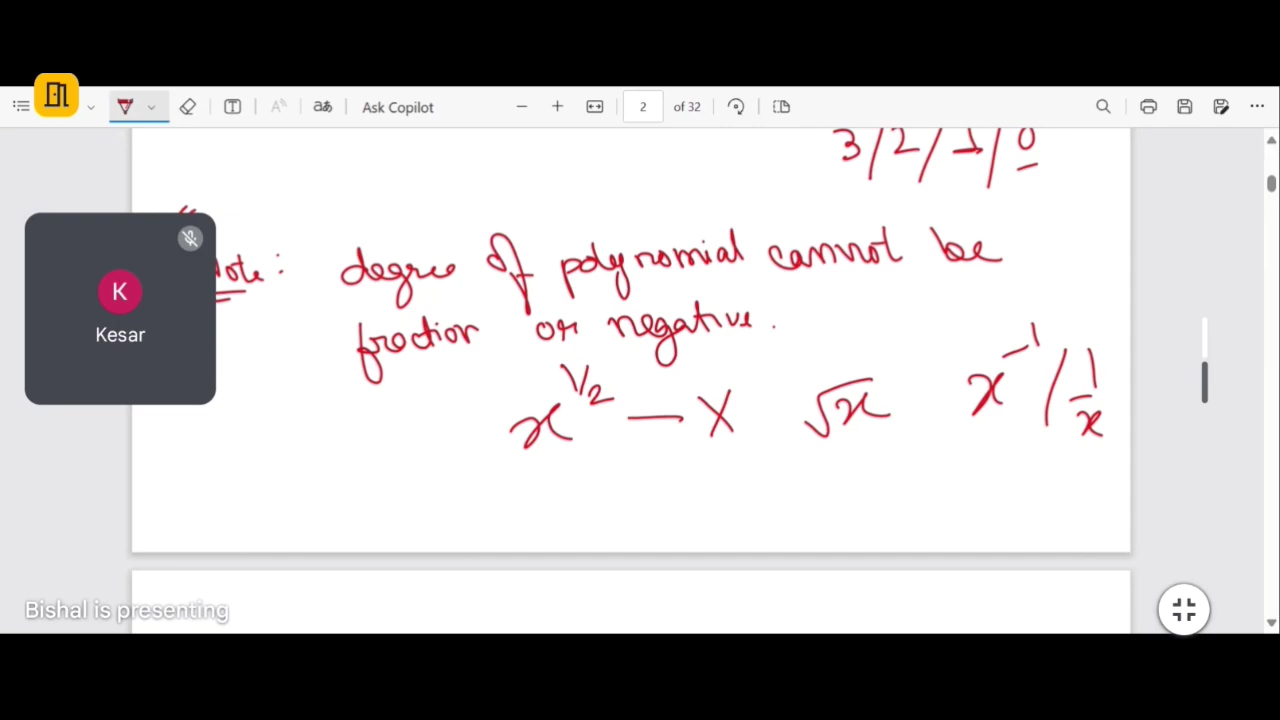 Ask Copilot
2 of 32
3/2/1/0
Note: degree of polynomial cannot be
fraction or negative.
x^1/2 — X √x x^-1 / 1/x
K
Kesar
Bishal is presenting